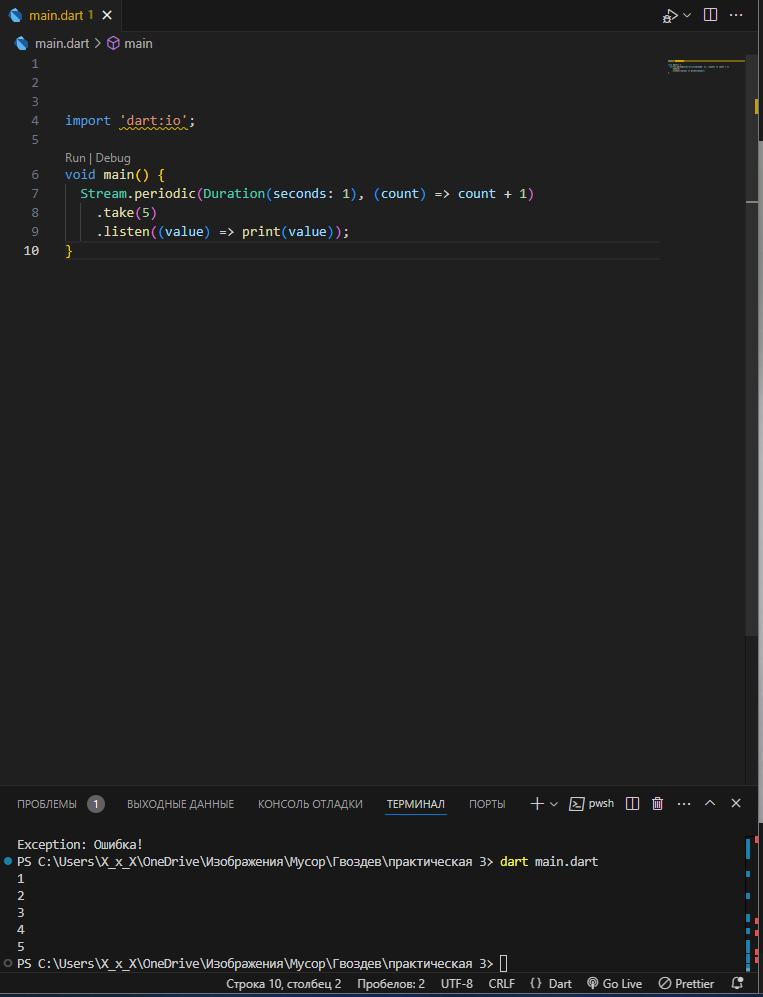 main.dart 1
main.dart > main
1
2
3
4 import 'dart:io';
5
Run | Debug
6 void main() {
7 Stream.periodic(Duration(seconds: 1), (count) => count + 1)
8 .take(5)
9 .listen((value) => print(value));
10 }
ПРОБЛЕМЫ 1 ВЫХОДНЫЕ ДАННЫЕ КОНСОЛЬ ОТЛАДКИ ТЕРМИНАЛ ПОРТЫ pwsh
Exception: Ошибка!
PS C:\Users\X_x_X\OneDrive\Изображения\Мусор\Гвоздев\практическая 3> dart main.dart
1
2
3
4
5
PS C:\Users\X_x_X\OneDrive\Изображения\Мусор\Гвоздев\практическая 3>
Строка 10, столбец 2 Пробелов: 2 UTF-8 CRLF {} Dart Go Live Prettier